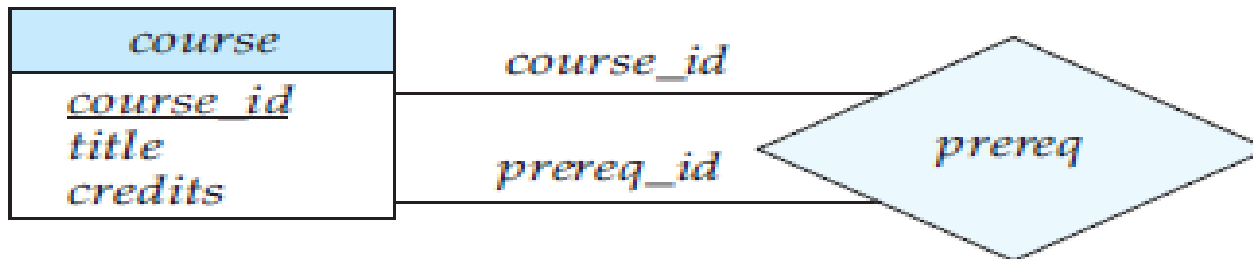 course
course_id
title
credits
course_id
prereq_id
prereq